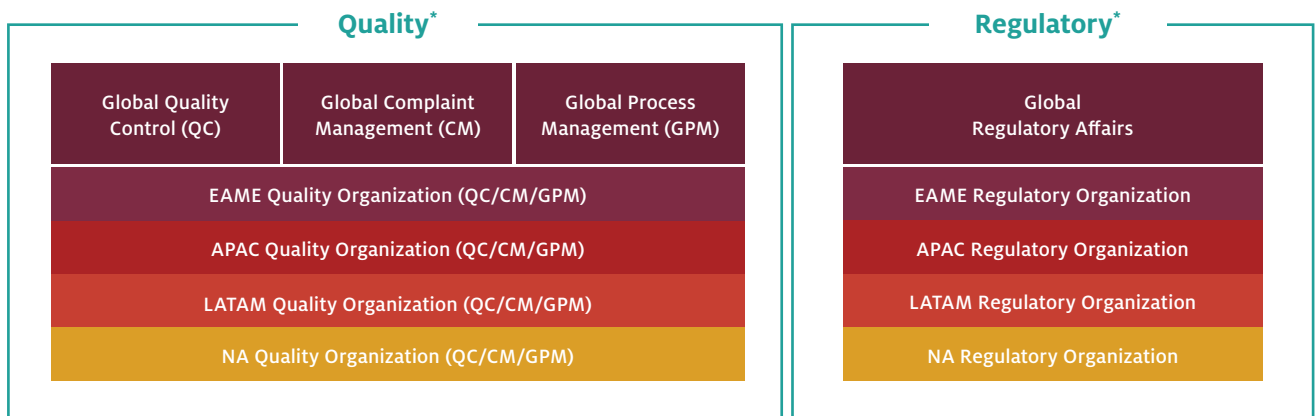 Quality*
Global Quality
Control (QC)
Global Complaint
Management (CM)
Global Process
Management (GPM)
EAME Quality Organization (QC/CM/GPM)
APAC Quality Organization (QC/CM/GPM)
LATAM Quality Organization (QC/CM/GPM)
NA Quality Organization (QC/CM/GPM)
Regulatory*
Global
Regulatory Affairs
EAME Regulatory Organization
APAC Regulatory Organization
LATAM Regulatory Organization
NA Regulatory Organization